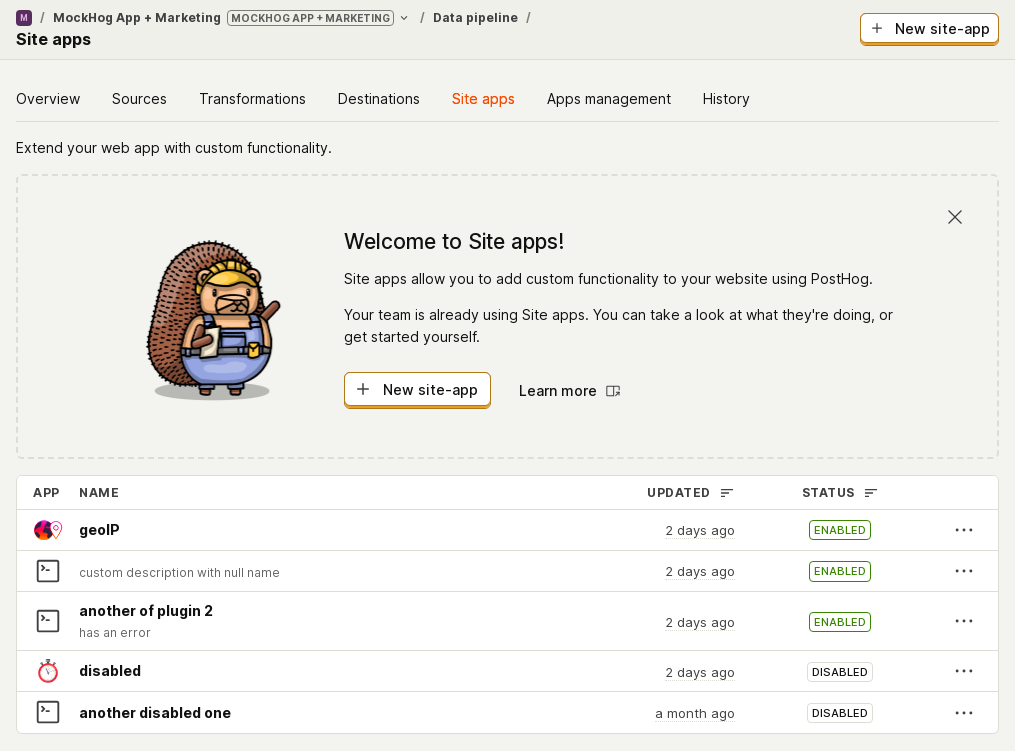 M / MockHog App + Marketing MOCKHOG APP + MARKETING / Data pipeline /
Site apps
New site-app
Overview Sources Transformations Destinations Site apps Apps management History
Extend your web app with custom functionality.
Welcome to Site apps!
Site apps allow you to add custom functionality to your website using PostHog.
Your team is already using Site apps. You can take a look at what they're doing, or
get started yourself.
New site-app Learn more
APP NAME UPDATED STATUS
geoIP 2 days ago ENABLED
custom description with null name 2 days ago ENABLED
another of plugin 2
has an error 2 days ago ENABLED
disabled 2 days ago DISABLED
another disabled one a month ago DISABLED